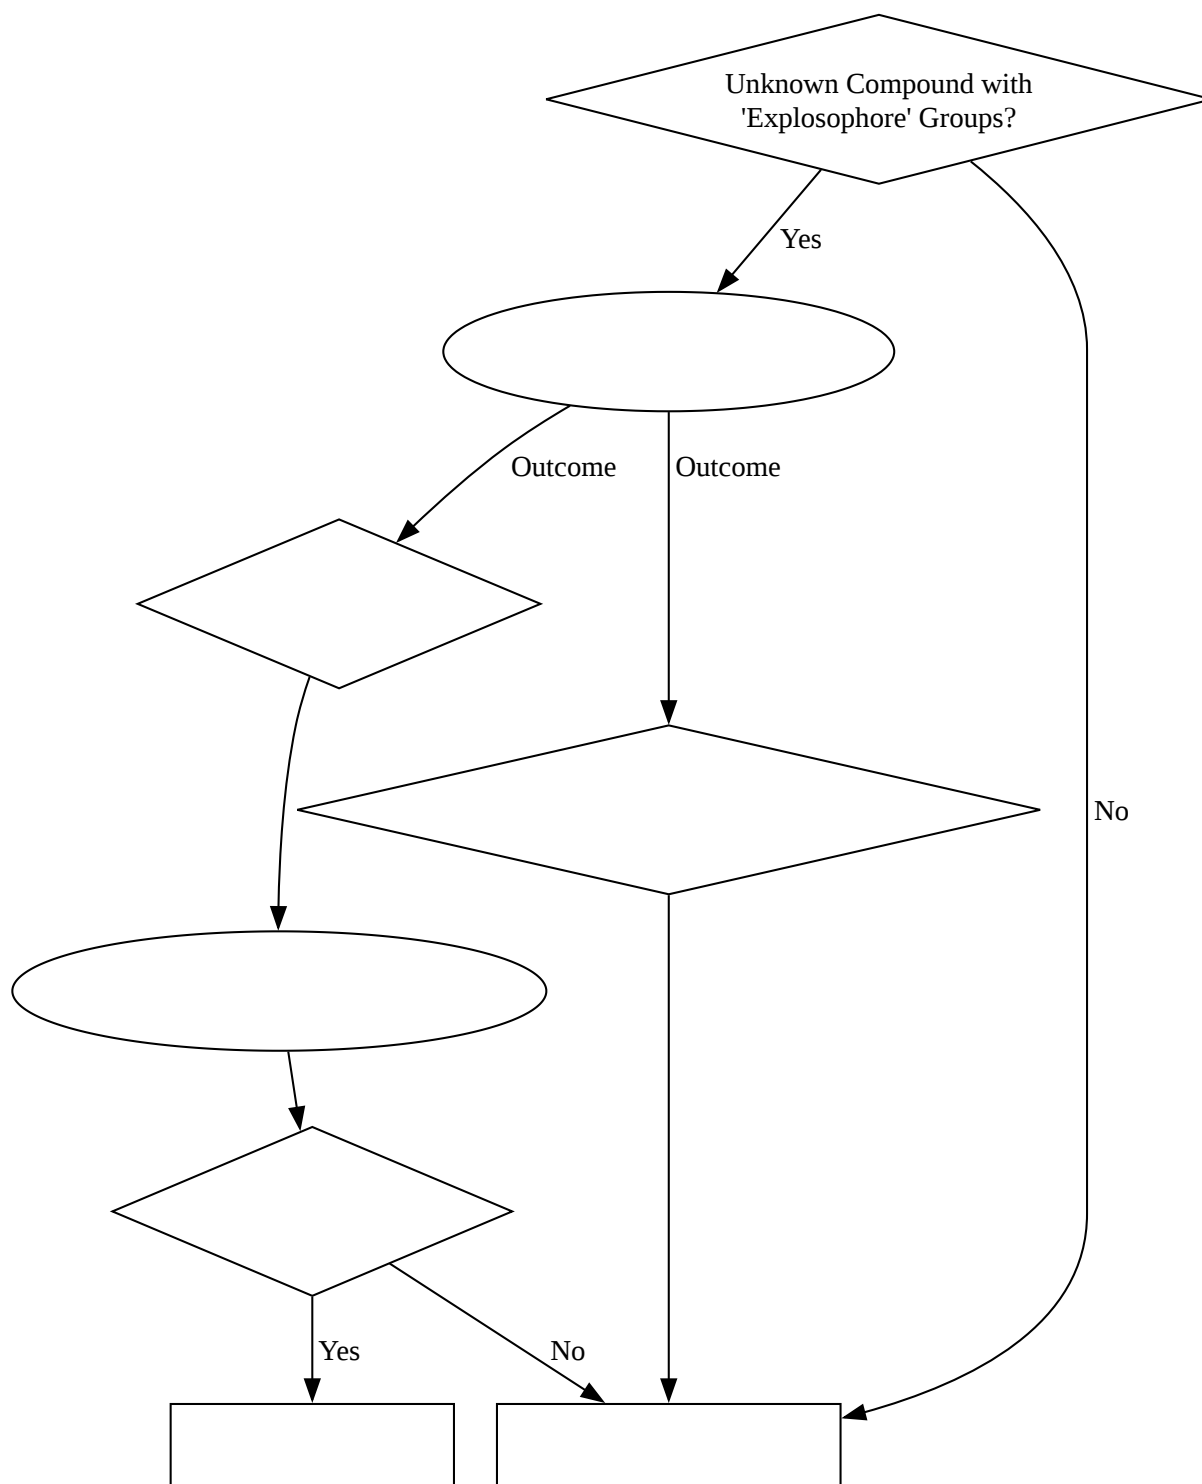 Unknown Compound with
'Explosophore' Groups?
Yes
Outcome
Outcome
No
Yes
No